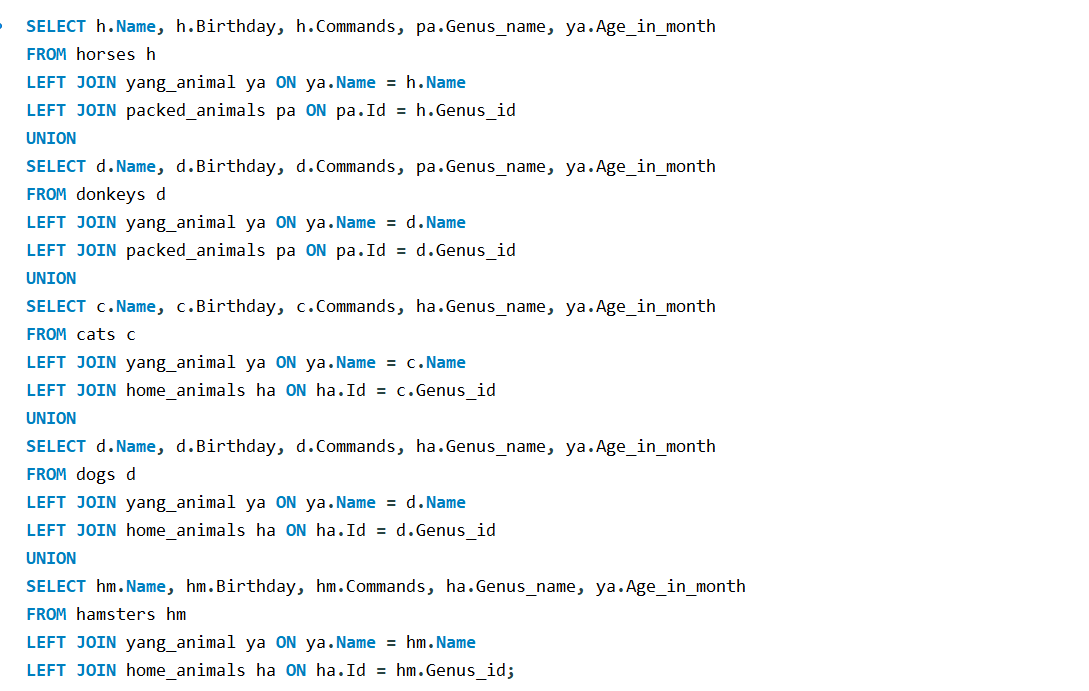 SELECT h.Name, h.Birthday, h.Commands, pa.Genus_name, ya.Age_in_month
FROM horses h
LEFT JOIN yang_animal ya ON ya.Name = h.Name
LEFT JOIN packed_animals pa ON pa.Id = h.Genus_id
UNION
SELECT d.Name, d.Birthday, d.Commands, pa.Genus_name, ya.Age_in_month
FROM donkeys d
LEFT JOIN yang_animal ya ON ya.Name = d.Name
LEFT JOIN packed_animals pa ON pa.Id = d.Genus_id
UNION
SELECT c.Name, c.Birthday, c.Commands, ha.Genus_name, ya.Age_in_month
FROM cats c
LEFT JOIN yang_animal ya ON ya.Name = c.Name
LEFT JOIN home_animals ha ON ha.Id = c.Genus_id
UNION
SELECT d.Name, d.Birthday, d.Commands, ha.Genus_name, ya.Age_in_month
FROM dogs d
LEFT JOIN yang_animal ya ON ya.Name = d.Name
LEFT JOIN home_animals ha ON ha.Id = d.Genus_id
UNION
SELECT hm.Name, hm.Birthday, hm.Commands, ha.Genus_name, ya.Age_in_month
FROM hamsters hm
LEFT JOIN yang_animal ya ON ya.Name = hm.Name
LEFT JOIN home_animals ha ON ha.Id = hm.Genus_id;